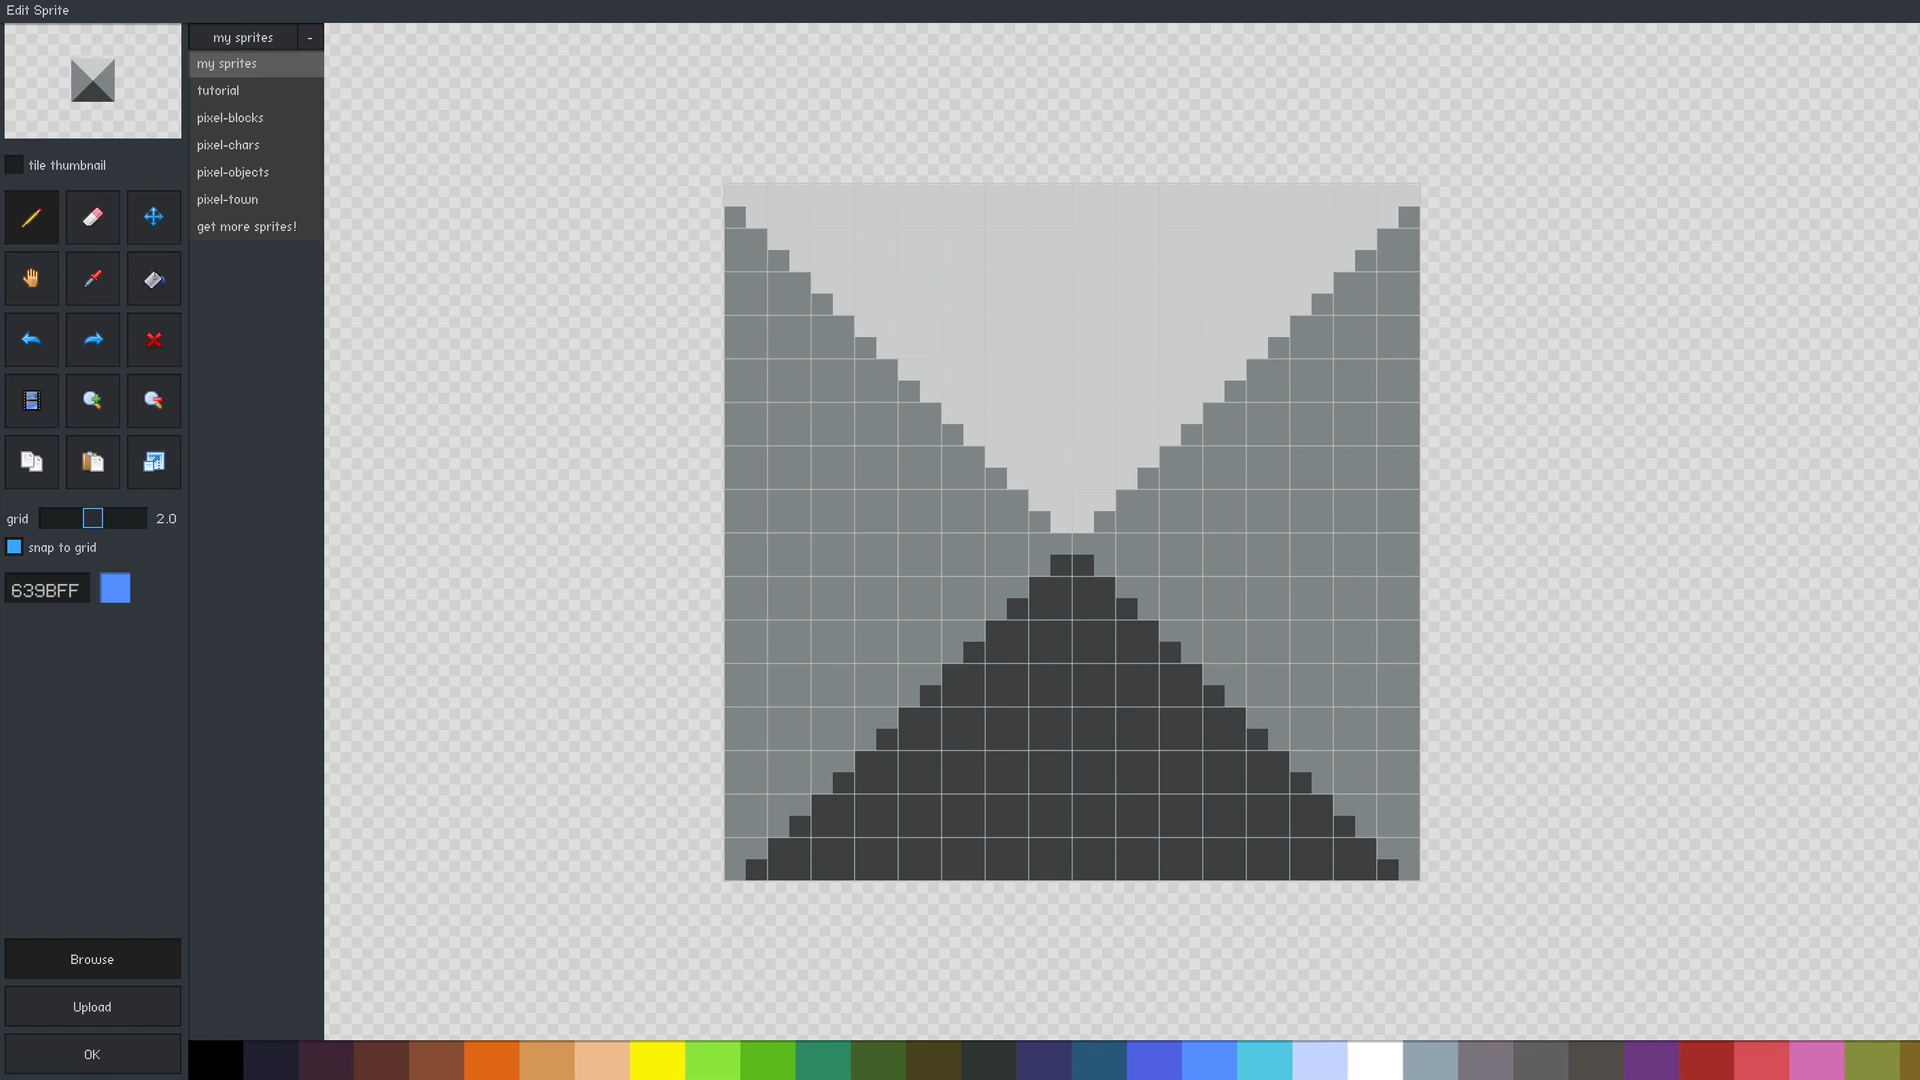 Edit Sprite
my sprites -
my sprites
tutorial
pixel-blocks
pixel-chars
pixel-objects
pixel-town
get more sprites!
tile thumbnail
grid 2.0
snap to grid
639BFF
Browse
Upload
OK